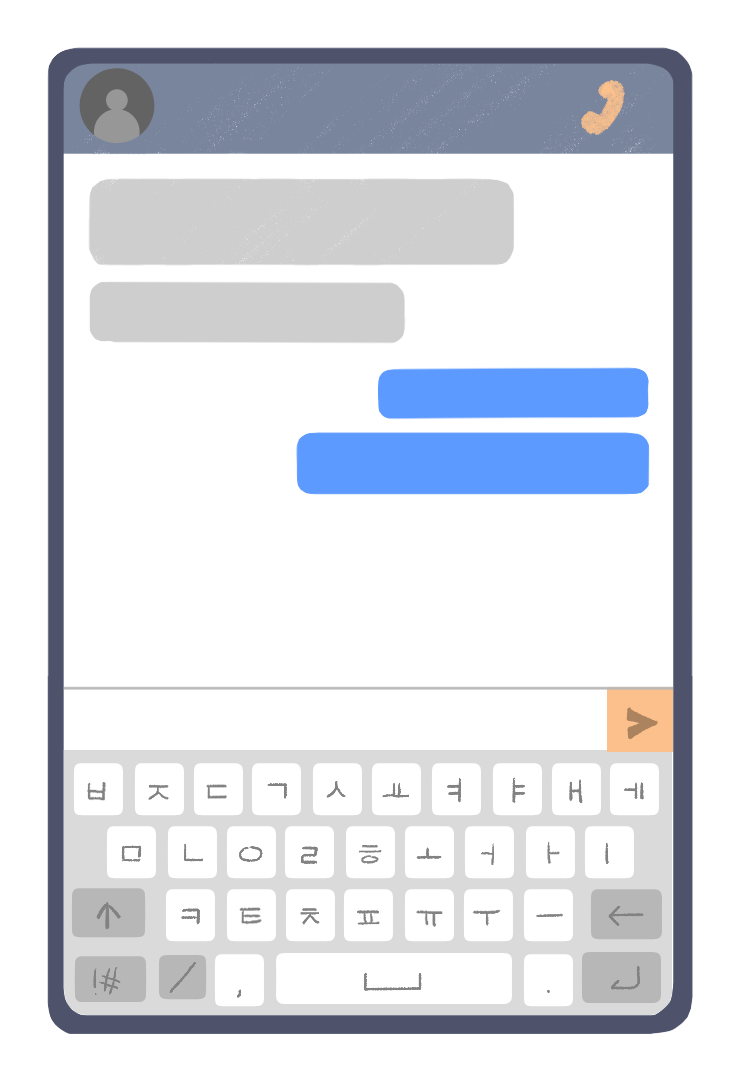 ㅂ ㅈ ㄷ ㄱ ㅅ ㅛ ㅕ ㅑ ㅐ ㅔ
ㅁ ㄴ ㅇ ㄹ ㅎ ㅗ ㅓ ㅏ ㅣ
ㅋ ㅌ ㅊ ㅍ ㅠ ㅜ ㅡ
!# / , .